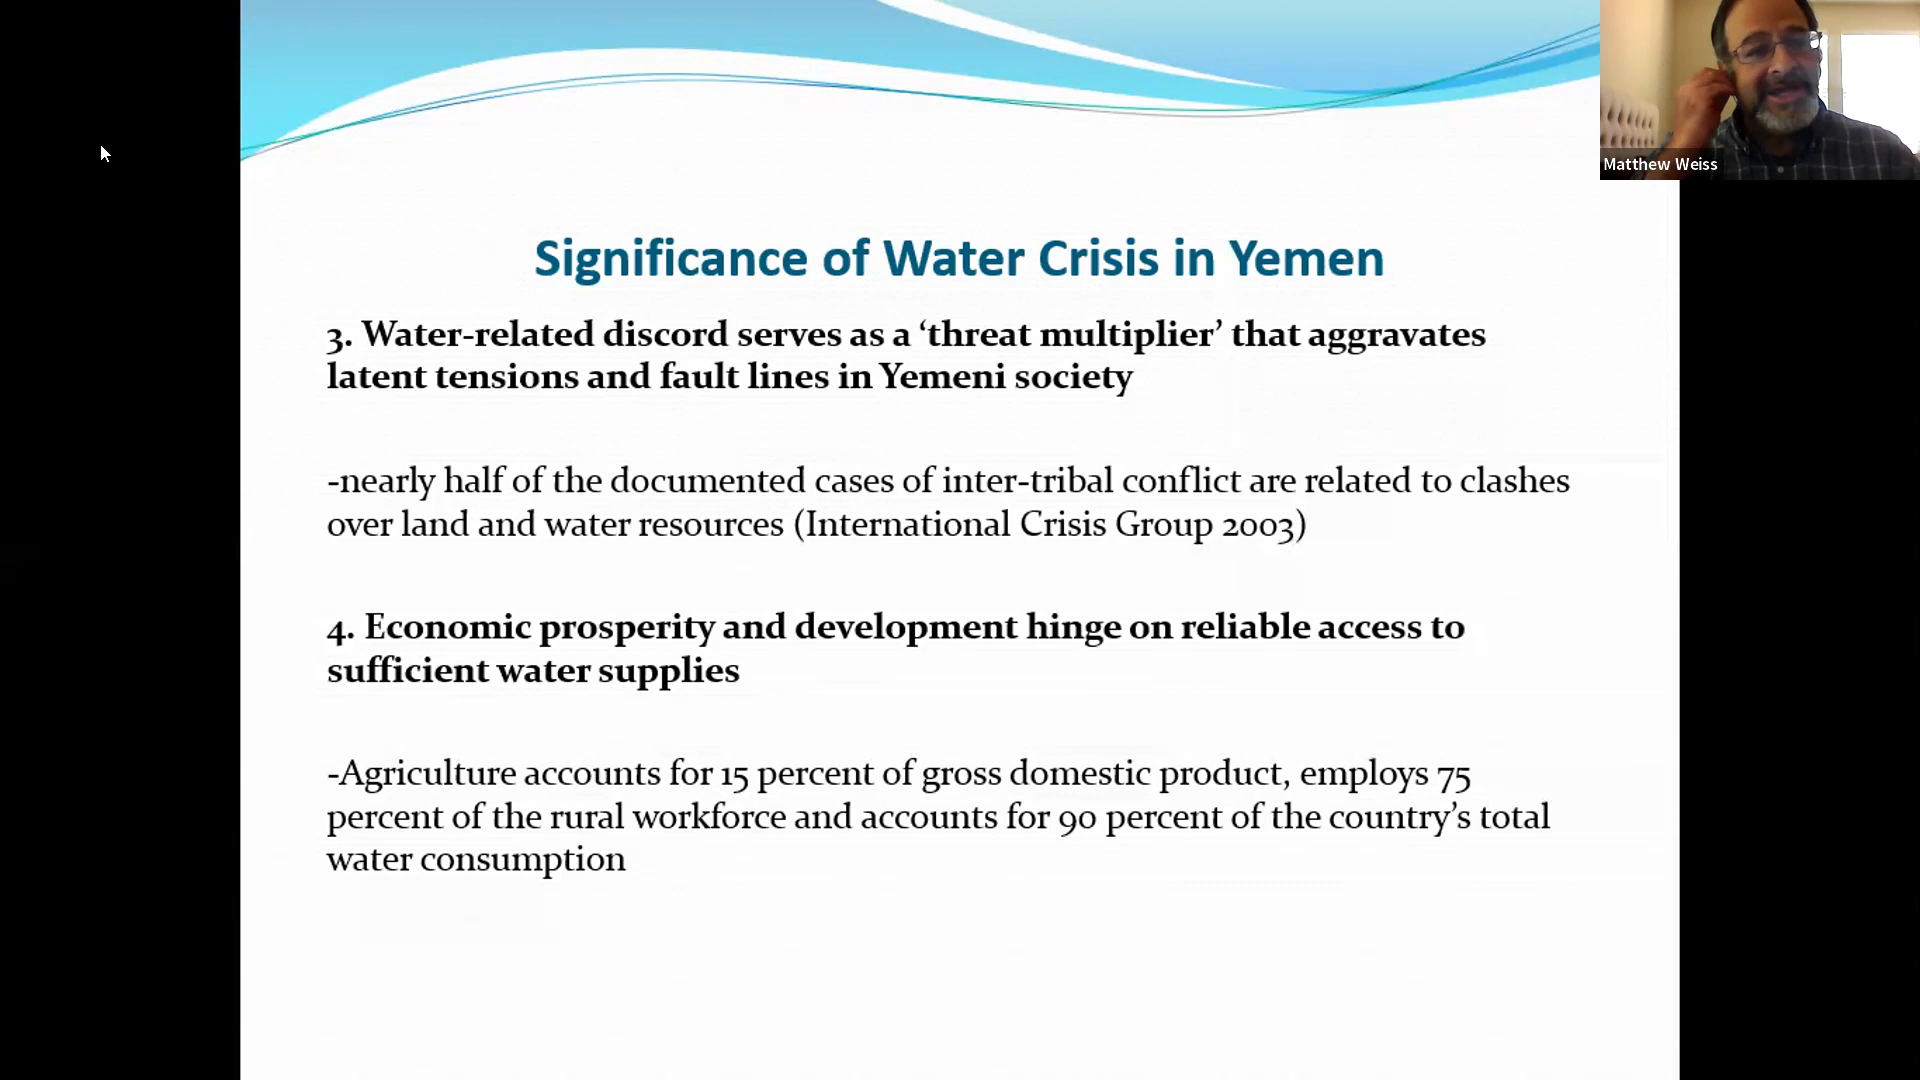 Matthew Weiss
Significance of Water Crisis in Yemen
3. Water-related discord serves as a ‘threat multiplier’ that aggravates
latent tensions and fault lines in Yemeni society
-nearly half of the documented cases of inter-tribal conflict are related to clashes
over land and water resources (International Crisis Group 2003)
4. Economic prosperity and development hinge on reliable access to
sufficient water supplies
-Agriculture accounts for 15 percent of gross domestic product, employs 75
percent of the rural workforce and accounts for 90 percent of the country’s total
water consumption